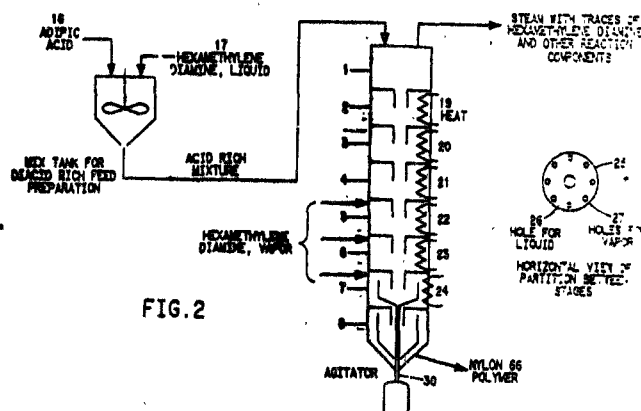 16
ADIPIC
ACID
17
HEXAMETHYLENE
DIAMINE, LIQUID
MIX TANK FOR
DIACID RICH FEED
PREPARATION
ACID RICH
MIXTURE
STEAM WITH TRACES OF
HEXAMETHYLENE DIAMINE
AND OTHER REACTION
COMPONENTS
1
2
3
4
5
6
7
8
19
HEAT
20
21
22
23
24
HEXAMETHYLENE
DIAMINE, VAPOR
25
26
HOLE FOR
LIQUID
27
HOLES FOR
VAPOR
HORIZONTAL VIEW OF
PARTITION BETWEEN
STAGES
FIG.2
AGITATOR
30
NYLON 66
POLYMER